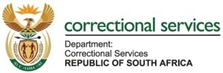 correctional services
Department:
Correctional Services
REPUBLIC OF SOUTH AFRICA